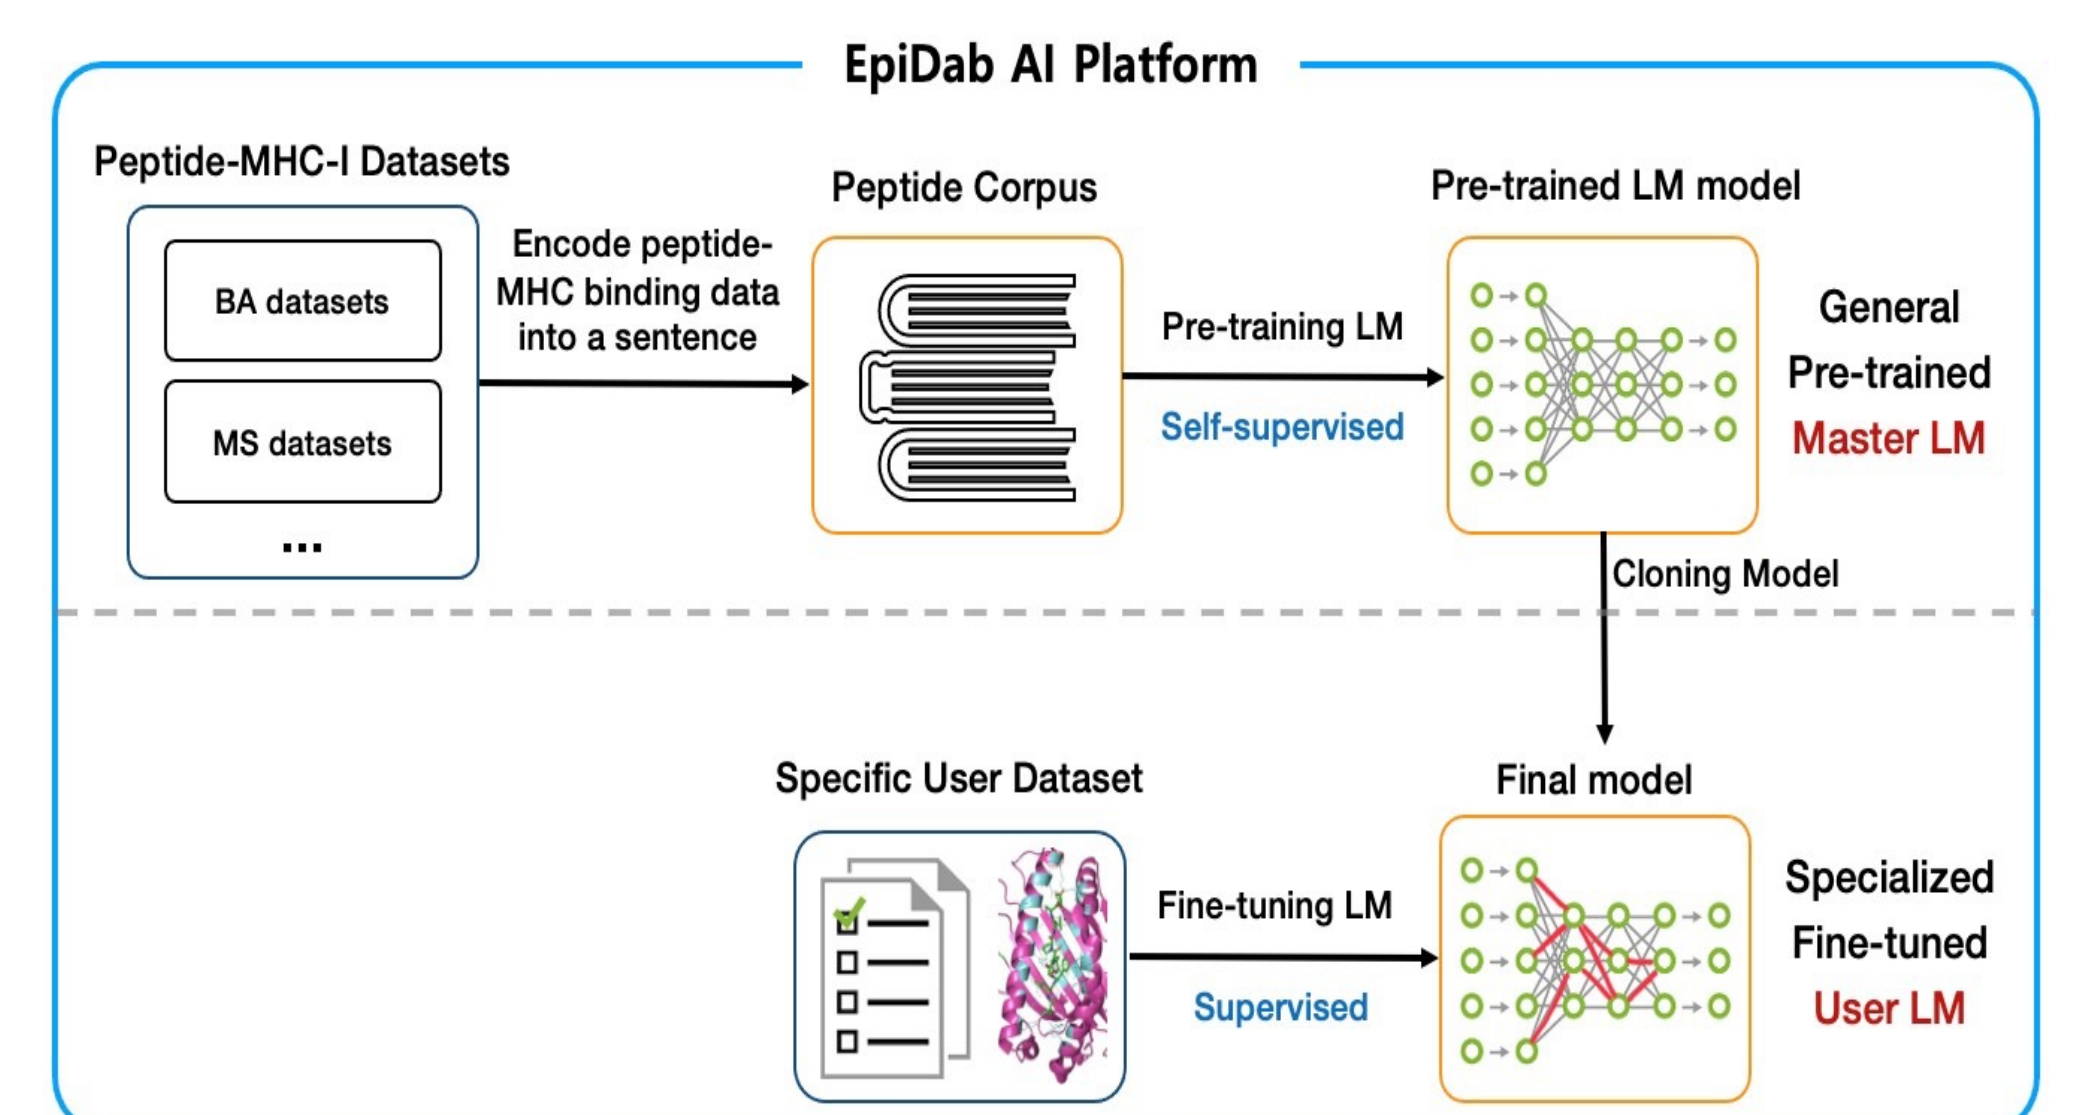 EpiDab AI Platform
Peptide-MHC-I Datasets
BA datasets
MS datasets
...
Encode peptide-
MHC binding data
into a sentence
Peptide Corpus
Pre-training LM
Self-supervised
Pre-trained LM model
General
Pre-trained
Master LM
Cloning Model
Specific User Dataset
Fine-tuning LM
Supervised
Final model
Specialized
Fine-tuned
User LM